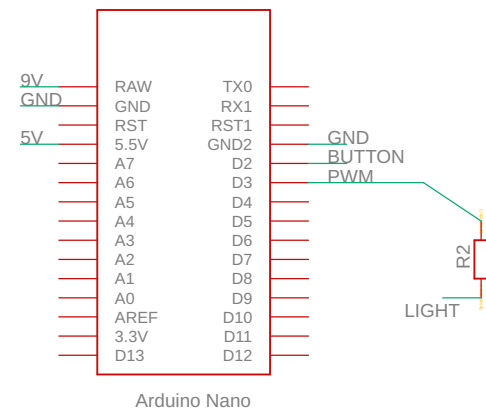 9V
GND
5V
RAW TX0
GND RX1
RST RST1
5.5V GND2
A7 D2
A6 D3
A5 D4
A4 D5
A3 D6
A2 D7
A1 D8
A0 D9
AREF D10
3.3V D11
D13 D12
GND
BUTTON
PWM
R2
LIGHT
Arduino Nano